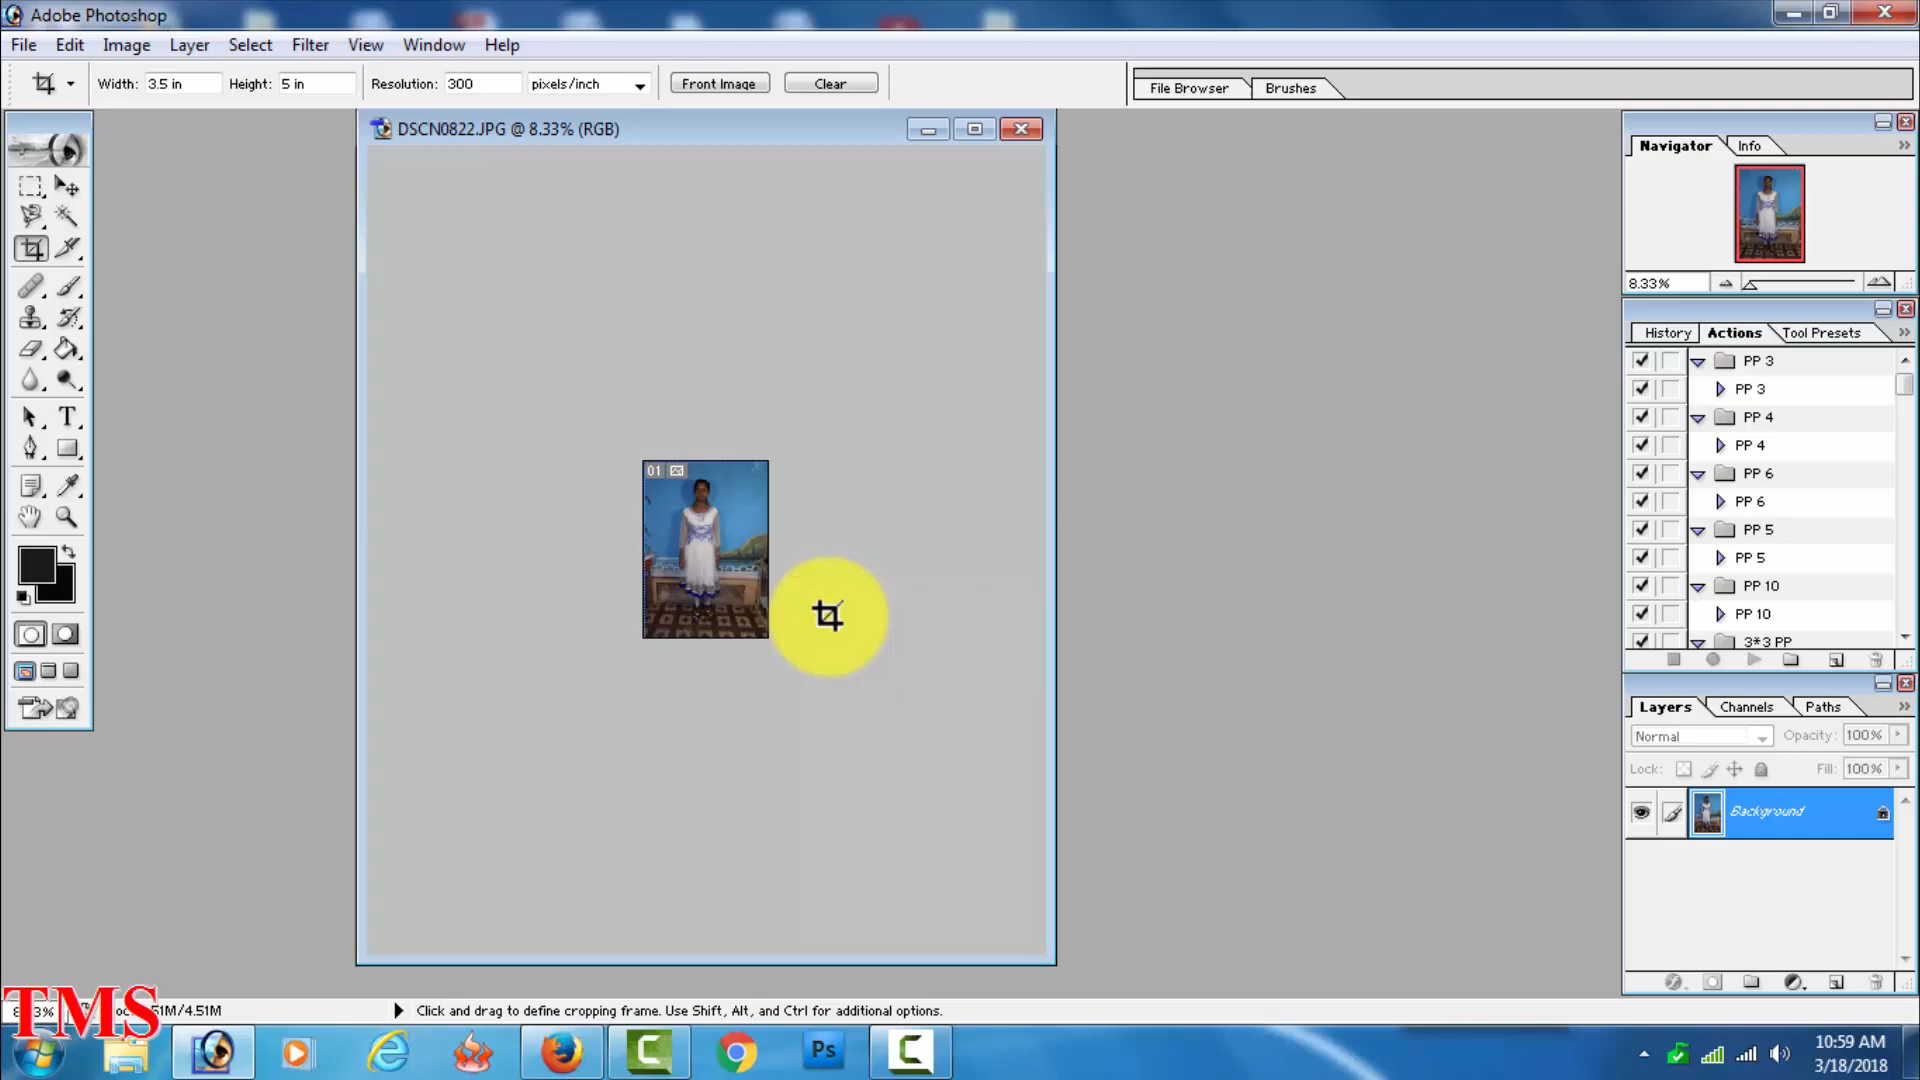 Adobe Photoshop
File Edit Image Layer Select Filter View Window Help
Width: 3.5 in Height: 5 in Resolution: 300 pixels/inch Front Image Clear File Browser Brushes
DSCN0822.JPG @ 8.33% (RGB)
01
Navigator Info
8.33%
History Actions Tool Presets
PP 3
PP 3
PP 4
PP 4
PP 6
PP 6
PP 5
PP 5
PP 10
PP 10
3*3 PP
Layers Channels Paths
Normal Opacity: 100%
Lock: Fill: 100%
Background
TMS
Click and drag to define cropping frame. Use Shift, Alt, and Ctrl for additional options.
Ps
10:59 AM
3/18/2018